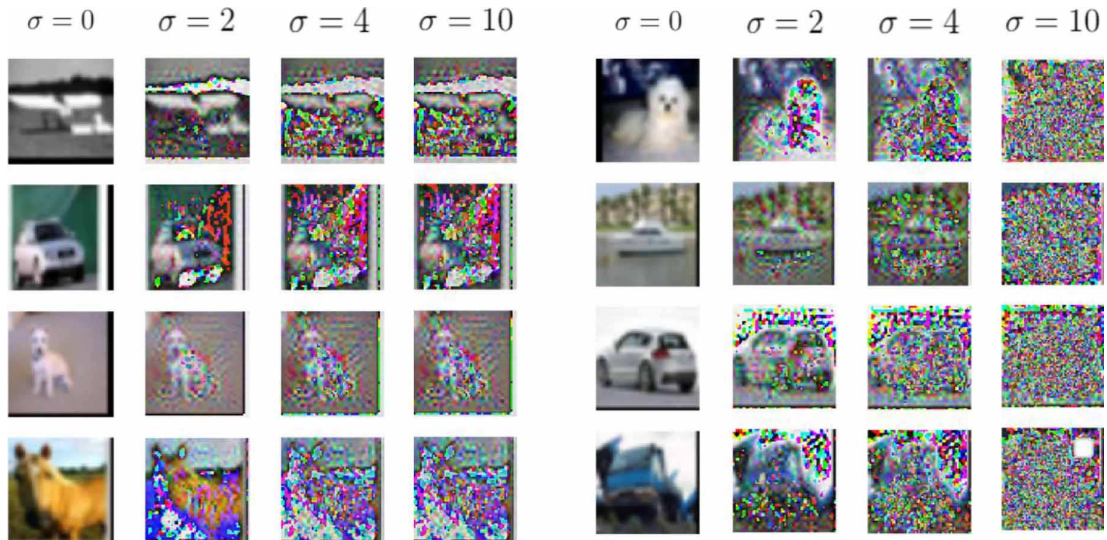 σ = 0 σ = 2 σ = 4 σ = 10 σ = 0 σ = 2 σ = 4 σ = 10